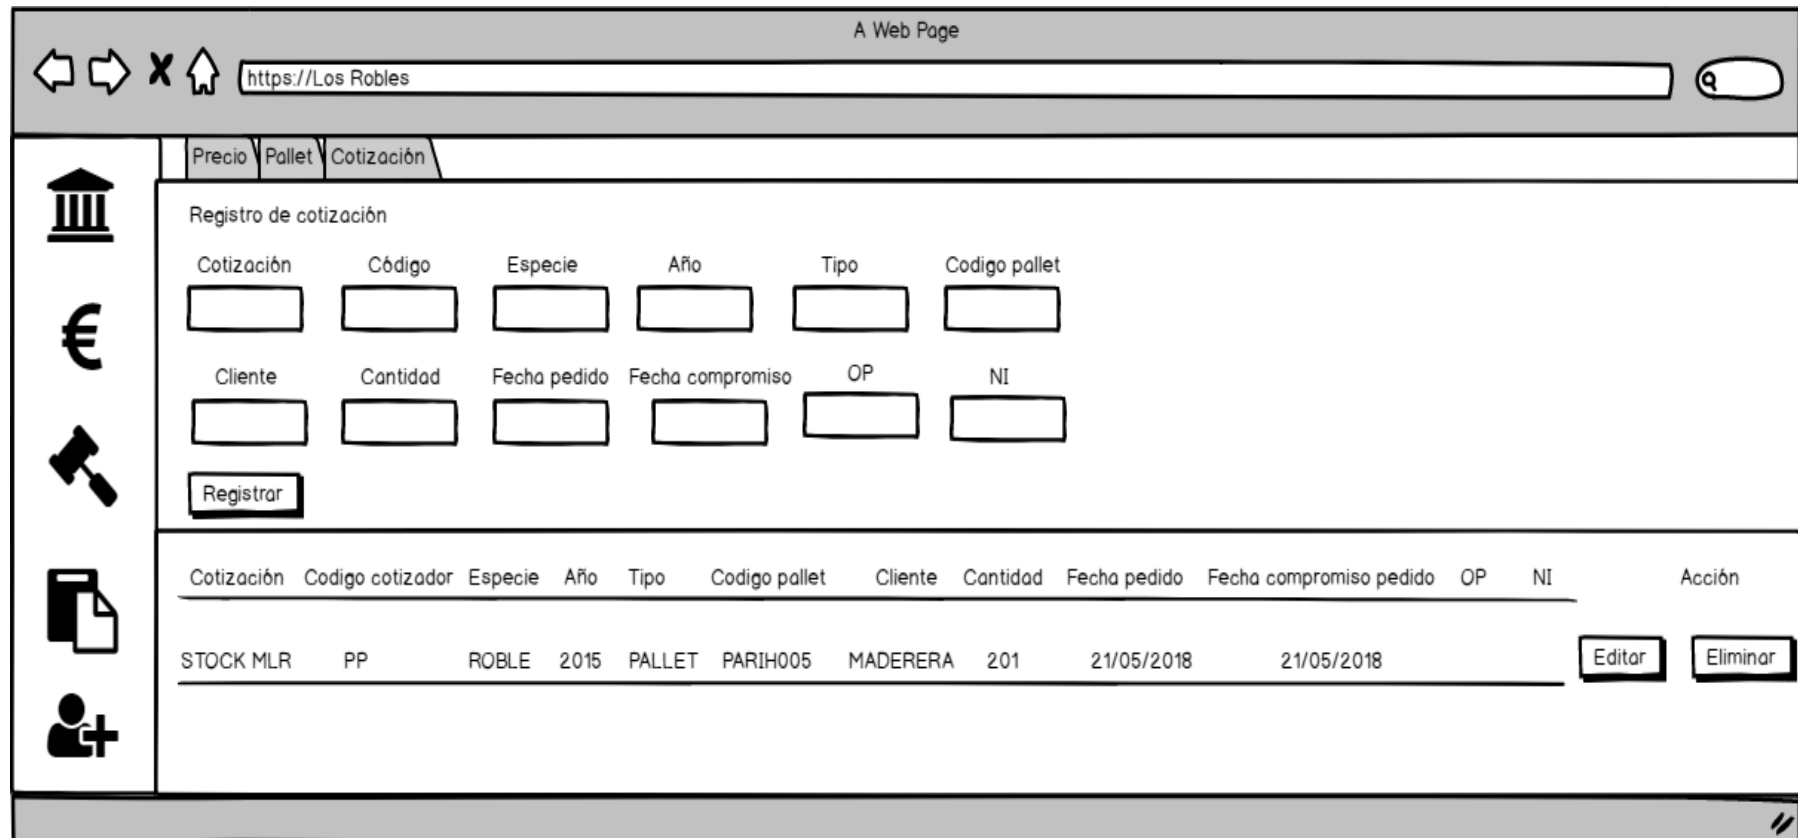 A Web Page
https://Los Robles
Precio Pallet Cotización
Registro de cotización
Cotización Código Especie Año Tipo Codigo pallet
Cliente Cantidad Fecha pedido Fecha compromiso OP NI
Registrar
Cotización Codigo cotizador Especie Año Tipo Codigo pallet Cliente Cantidad Fecha pedido Fecha compromiso pedido OP NI Acción
STOCK MLR PP ROBLE 2015 PALLET PARIH005 MADERERA 201 21/05/2018 21/05/2018 Editar Eliminar